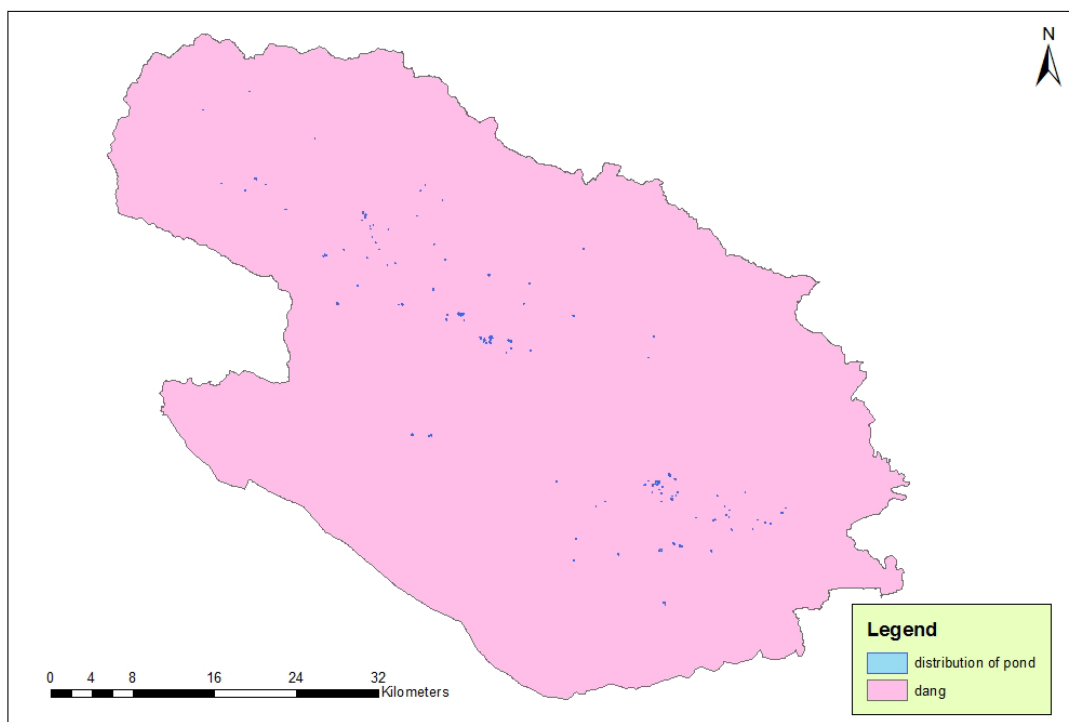 N
Legend
distribution of pond
dang
0 4 8 16 24 32
Kilometers